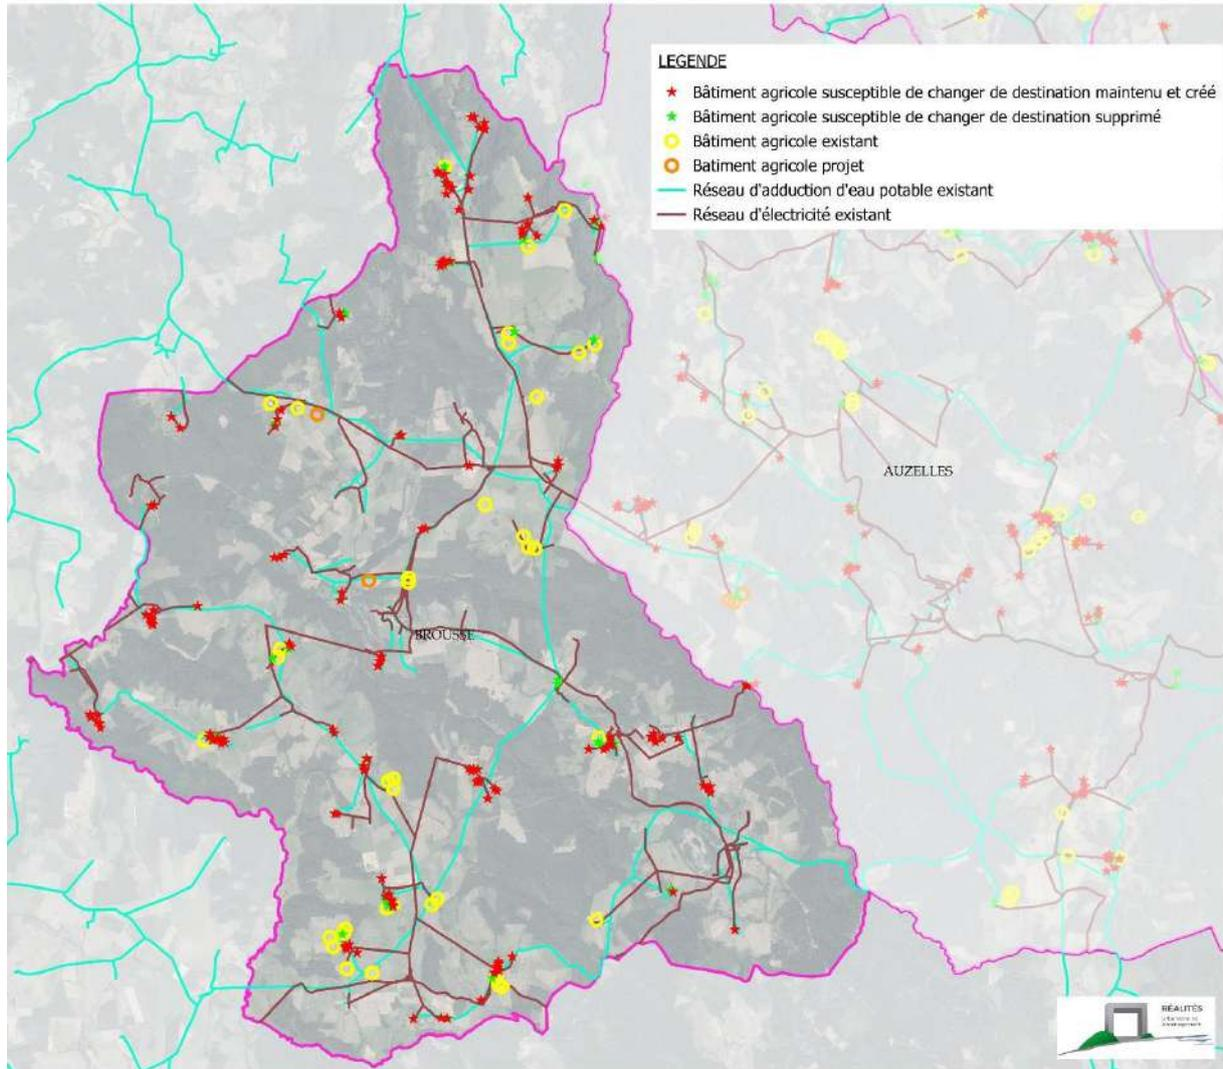 LEGENDE
Bâtiment agricole susceptible de changer de destination maintenu et créé
Bâtiment agricole susceptible de changer de destination supprimé
Bâtiment agricole existant
Batiment agricole projet
Réseau d'adduction d'eau potable existant
Réseau d'électricité existant
AUZELLES
BROUSSE
RÉALITÉS